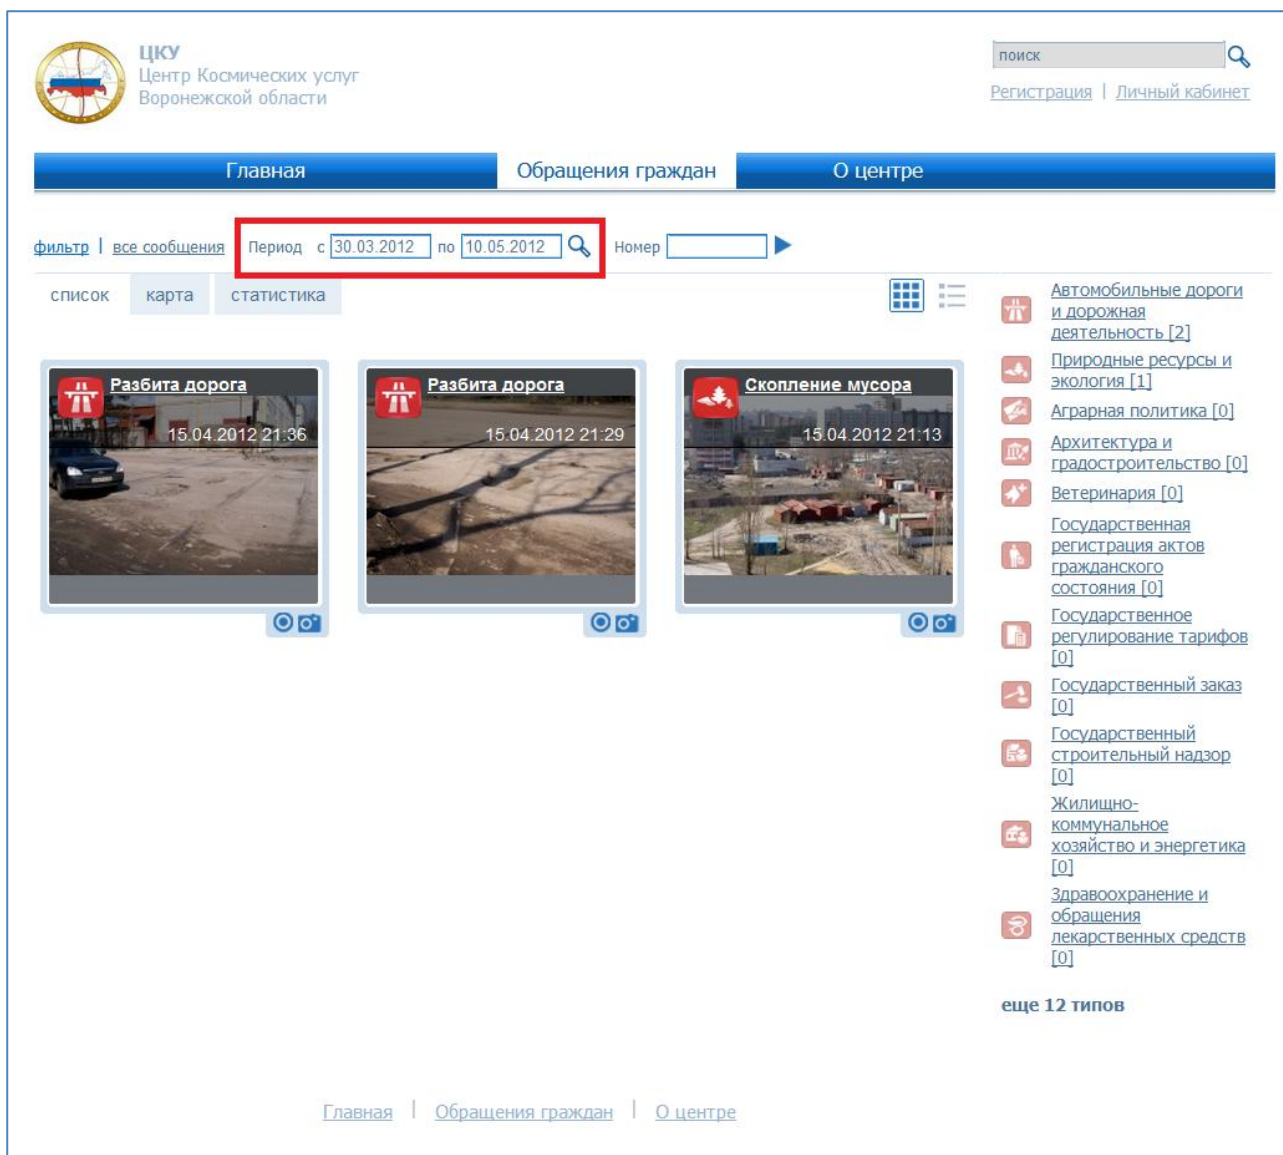 ЦКУ
Центр Космических услуг
Воронежской области
поиск
Регистрация | Личный кабинет
Главная Обращения граждан О центре
фильтр | все сообщения Период с 30.03.2012 по 10.05.2012 Номер
список карта статистика
Разбита дорога
15.04.2012 21:36
Разбита дорога
15.04.2012 21:29
Скопление мусора
15.04.2012 21:13
Автомобильные дороги
и дорожная
деятельность [2]
Природные ресурсы и
экология [1]
Аграрная политика [0]
Архитектура и
градостроительство [0]
Ветеринария [0]
Государственная
регистрация актов
гражданского
состояния [0]
Государственное
регулирование тарифов
[0]
Государственный заказ
[0]
Государственный
строительный надзор
[0]
Жилищно-
коммунальное
хозяйство и энергетика
[0]
Здравоохранение и
обращения
лекарственных средств
[0]
еще 12 типов
Главная | Обращения граждан | О центре